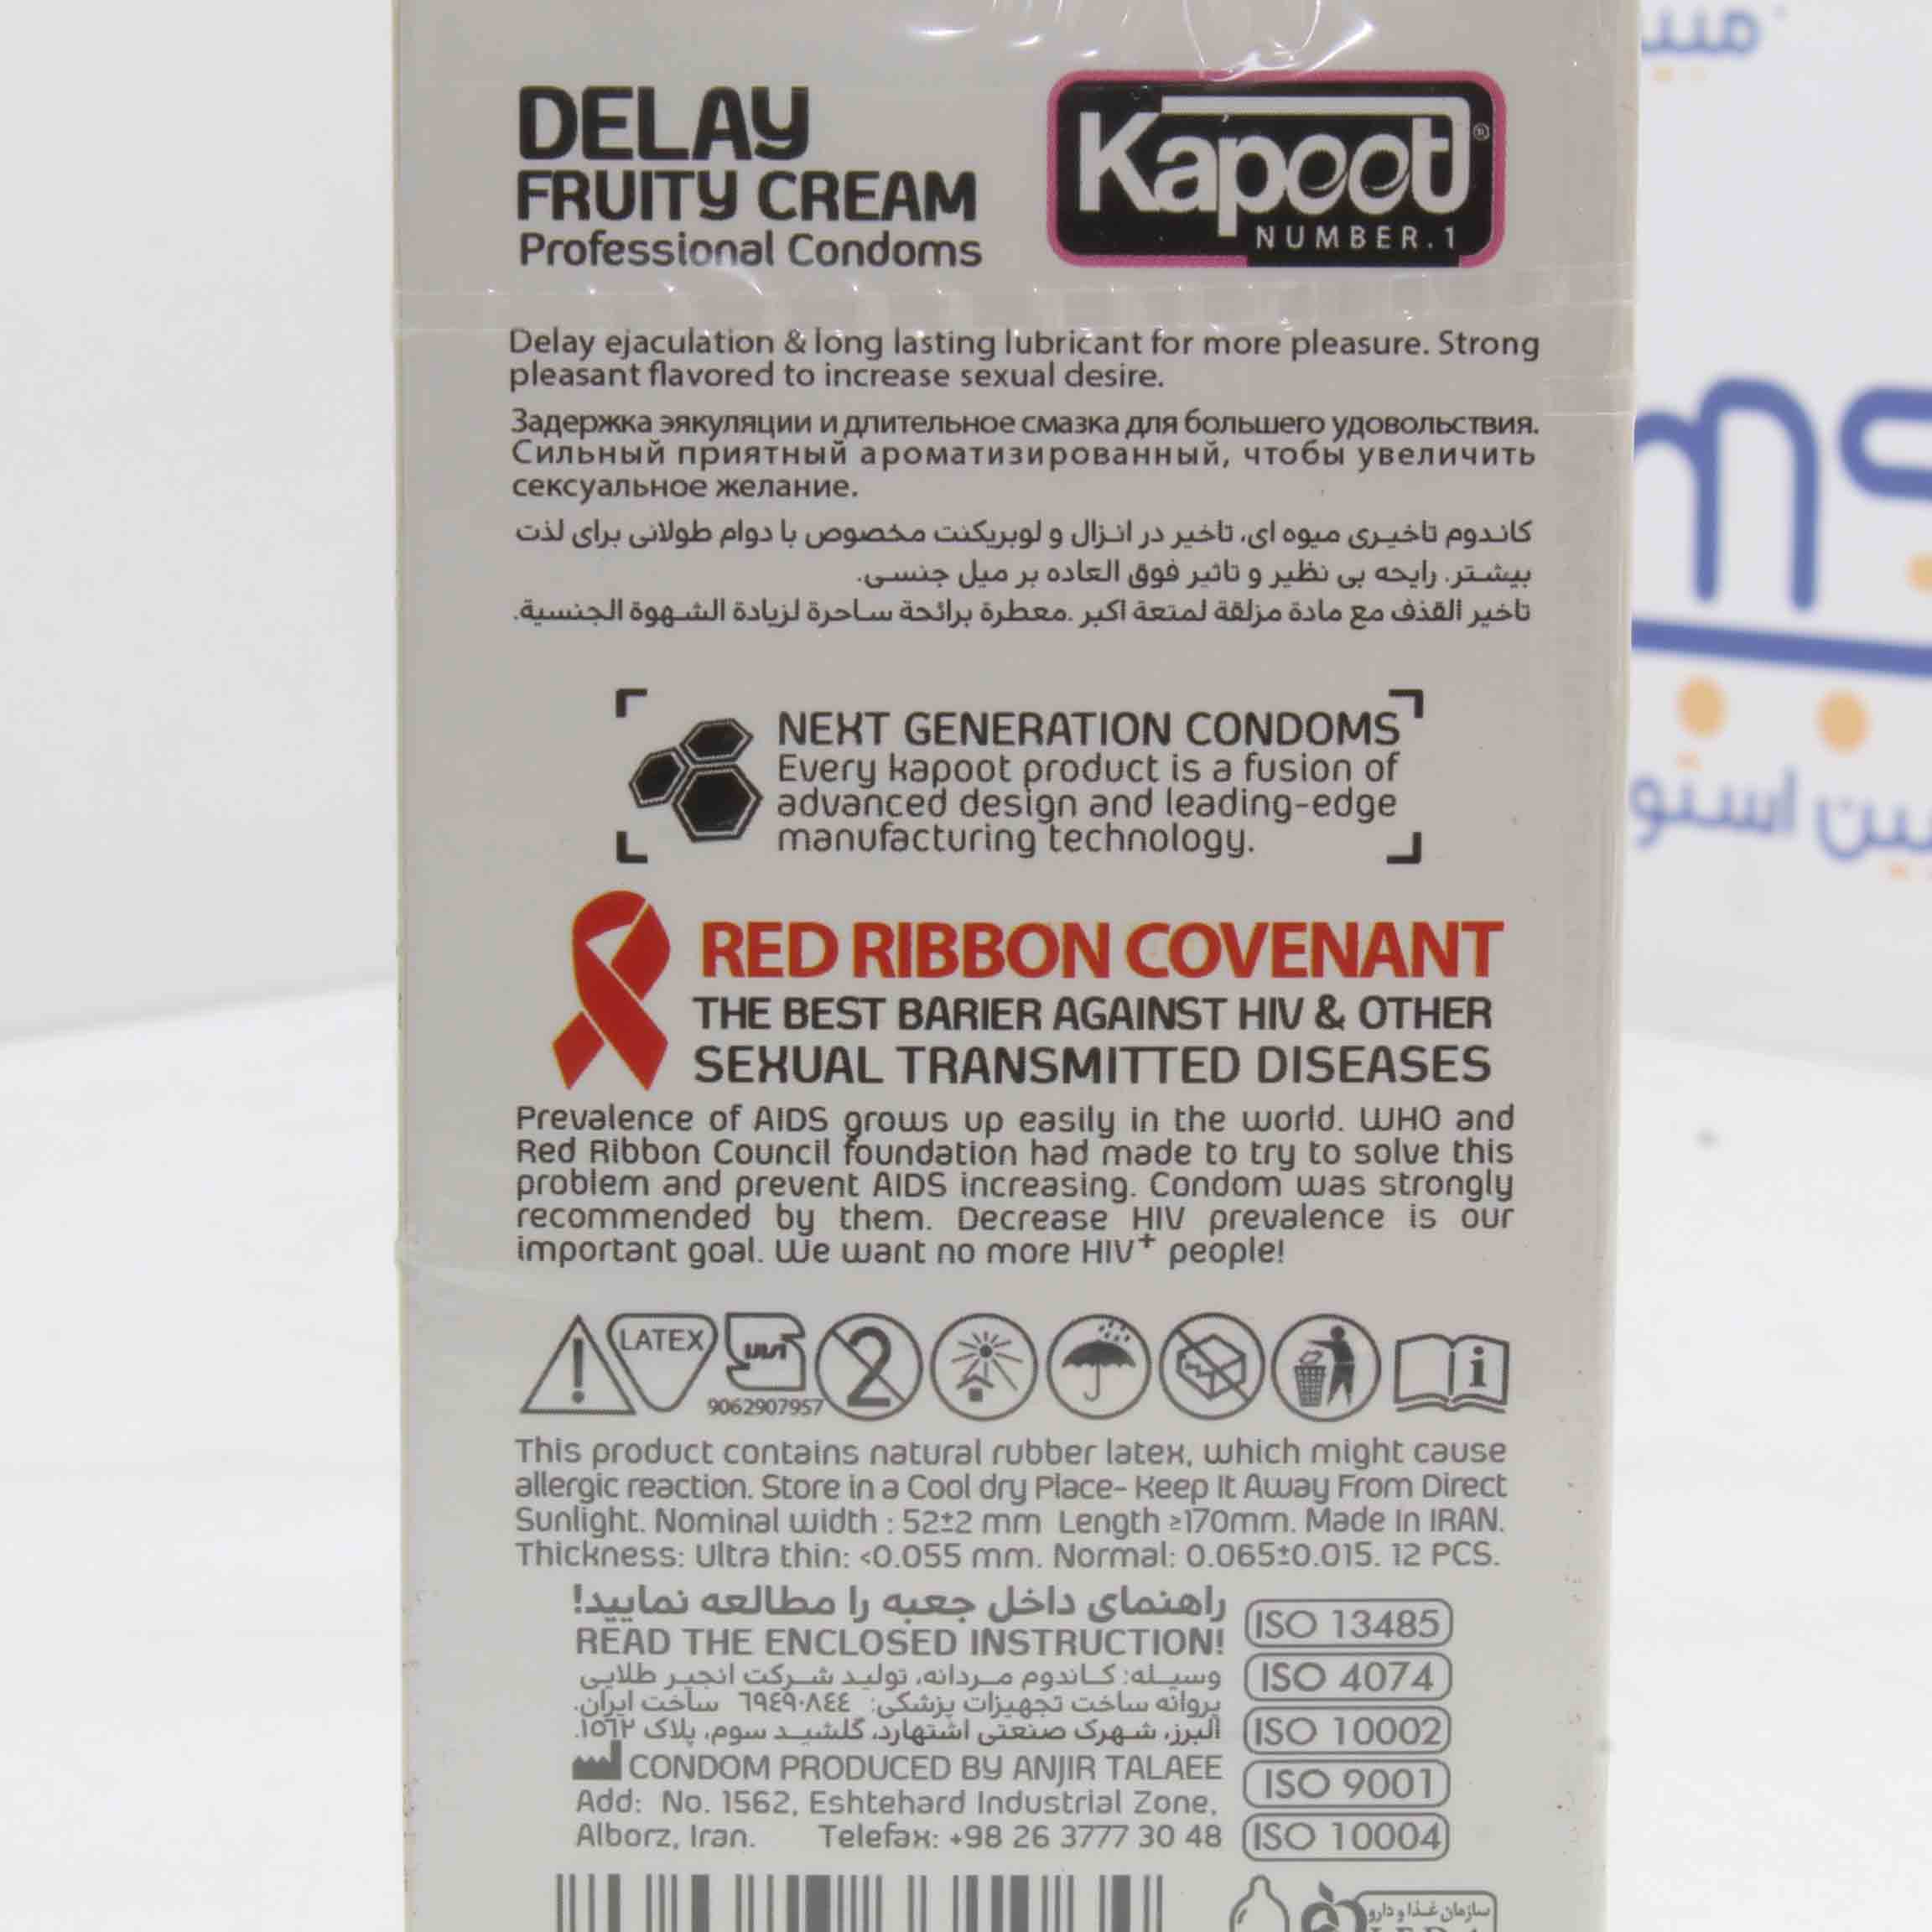 DELAY
FRUITY CREAM
Professional Condoms
Kapoot®
NUMBER.1
Delay ejaculation & long lasting lubricant for more pleasure. Strong
pleasant flavored to increase sexual desire.
Задержка эякуляции и длительное смазка для большего удовольствия.
Сильный приятный ароматизированный, чтобы увеличить
сексуальное желание.
کاندوم تاخیری میوه ای، تاخیر در انزال و لوبریکنت مخصوص با دوام طولانی برای لذت
بیشتر. رایحه بی نظیر و تاثیر فوق العاده بر میل جنسی.
تاخير القذف مع مادة مزلقة لمتعة اكبر .معطرة برائحة ساحرة لزيادة الشهوة الجنسية.
NEXT GENERATION CONDOMS
Every kapoot product is a fusion of
advanced design and leading-edge
manufacturing technology.
RED RIBBON COVENANT
THE BEST BARIER AGAINST HIV & OTHER
SEXUAL TRANSMITTED DISEASES
Prevalence of AIDS grows up easily in the world. WHO and
Red Ribbon Council foundation had made to try to solve this
problem and prevent AIDS increasing. Condom was strongly
recommended by them. Decrease HIV prevalence is our
important goal. We want no more HIV⁺ people!
LATEX
9062907957
2
i
This product contains natural rubber latex, which might cause
allergic reaction. Store in a Cool dry Place- Keep It Away From Direct
Sunlight. Nominal width : 52±2 mm Length ≥170mm. Made In IRAN.
Thickness: Ultra thin: <0.055 mm. Normal: 0.065±0.015. 12 PCS.
راهنمای داخل جعبه را مطالعه نمایید!
READ THE ENCLOSED INSTRUCTION!
وسیله: کاندوم مردانه، تولید شرکت انجیر طلایی
پروانه ساخت تجهیزات پزشکی: ٦٩٤٩٠٨٤٤ ساخت ایران.
البرز، شهرک صنعتی اشتهارد، گلشید سوم، پلاک ١٥٦٢.
CONDOM PRODUCED BY ANJIR TALAEE
Add: No. 1562, Eshtehard Industrial Zone,
Alborz, Iran. Telefax: +98 26 3777 30 48
ISO 13485
ISO 4074
ISO 10002
ISO 9001
ISO 10004
سازمان غذا و دارو